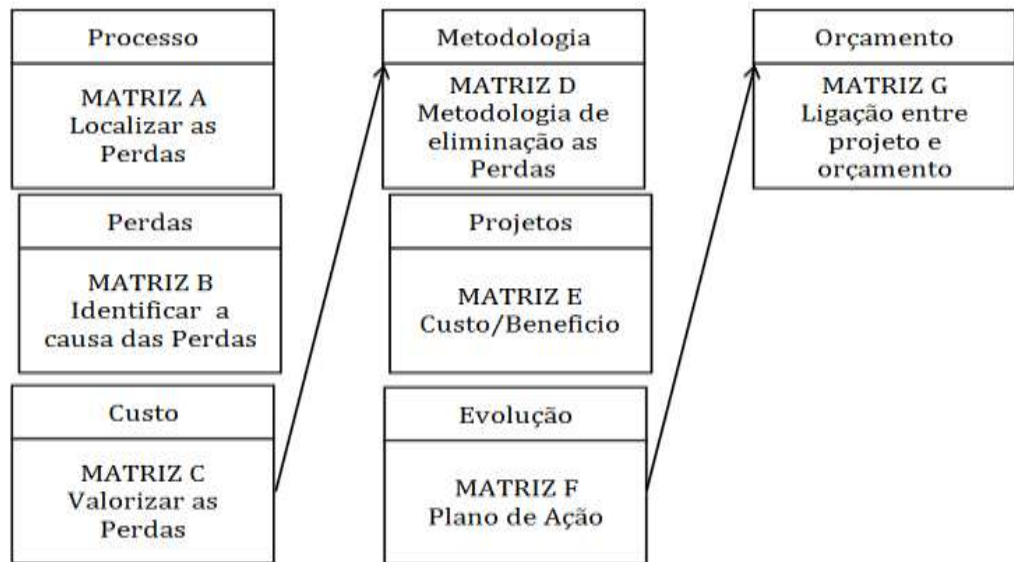 Processo
MATRIZ A
Localizar as
Perdas
Perdas
MATRIZ B
Identificar a
causa das Perdas
Custo
MATRIZ C
Valorizar as
Perdas
Metodologia
MATRIZ D
Metodologia de
eliminação as
Perdas
Projetos
MATRIZ E
Custo/Beneficio
Evolução
MATRIZ F
Plano de Ação
Orçamento
MATRIZ G
Ligação entre
projeto e
orçamento